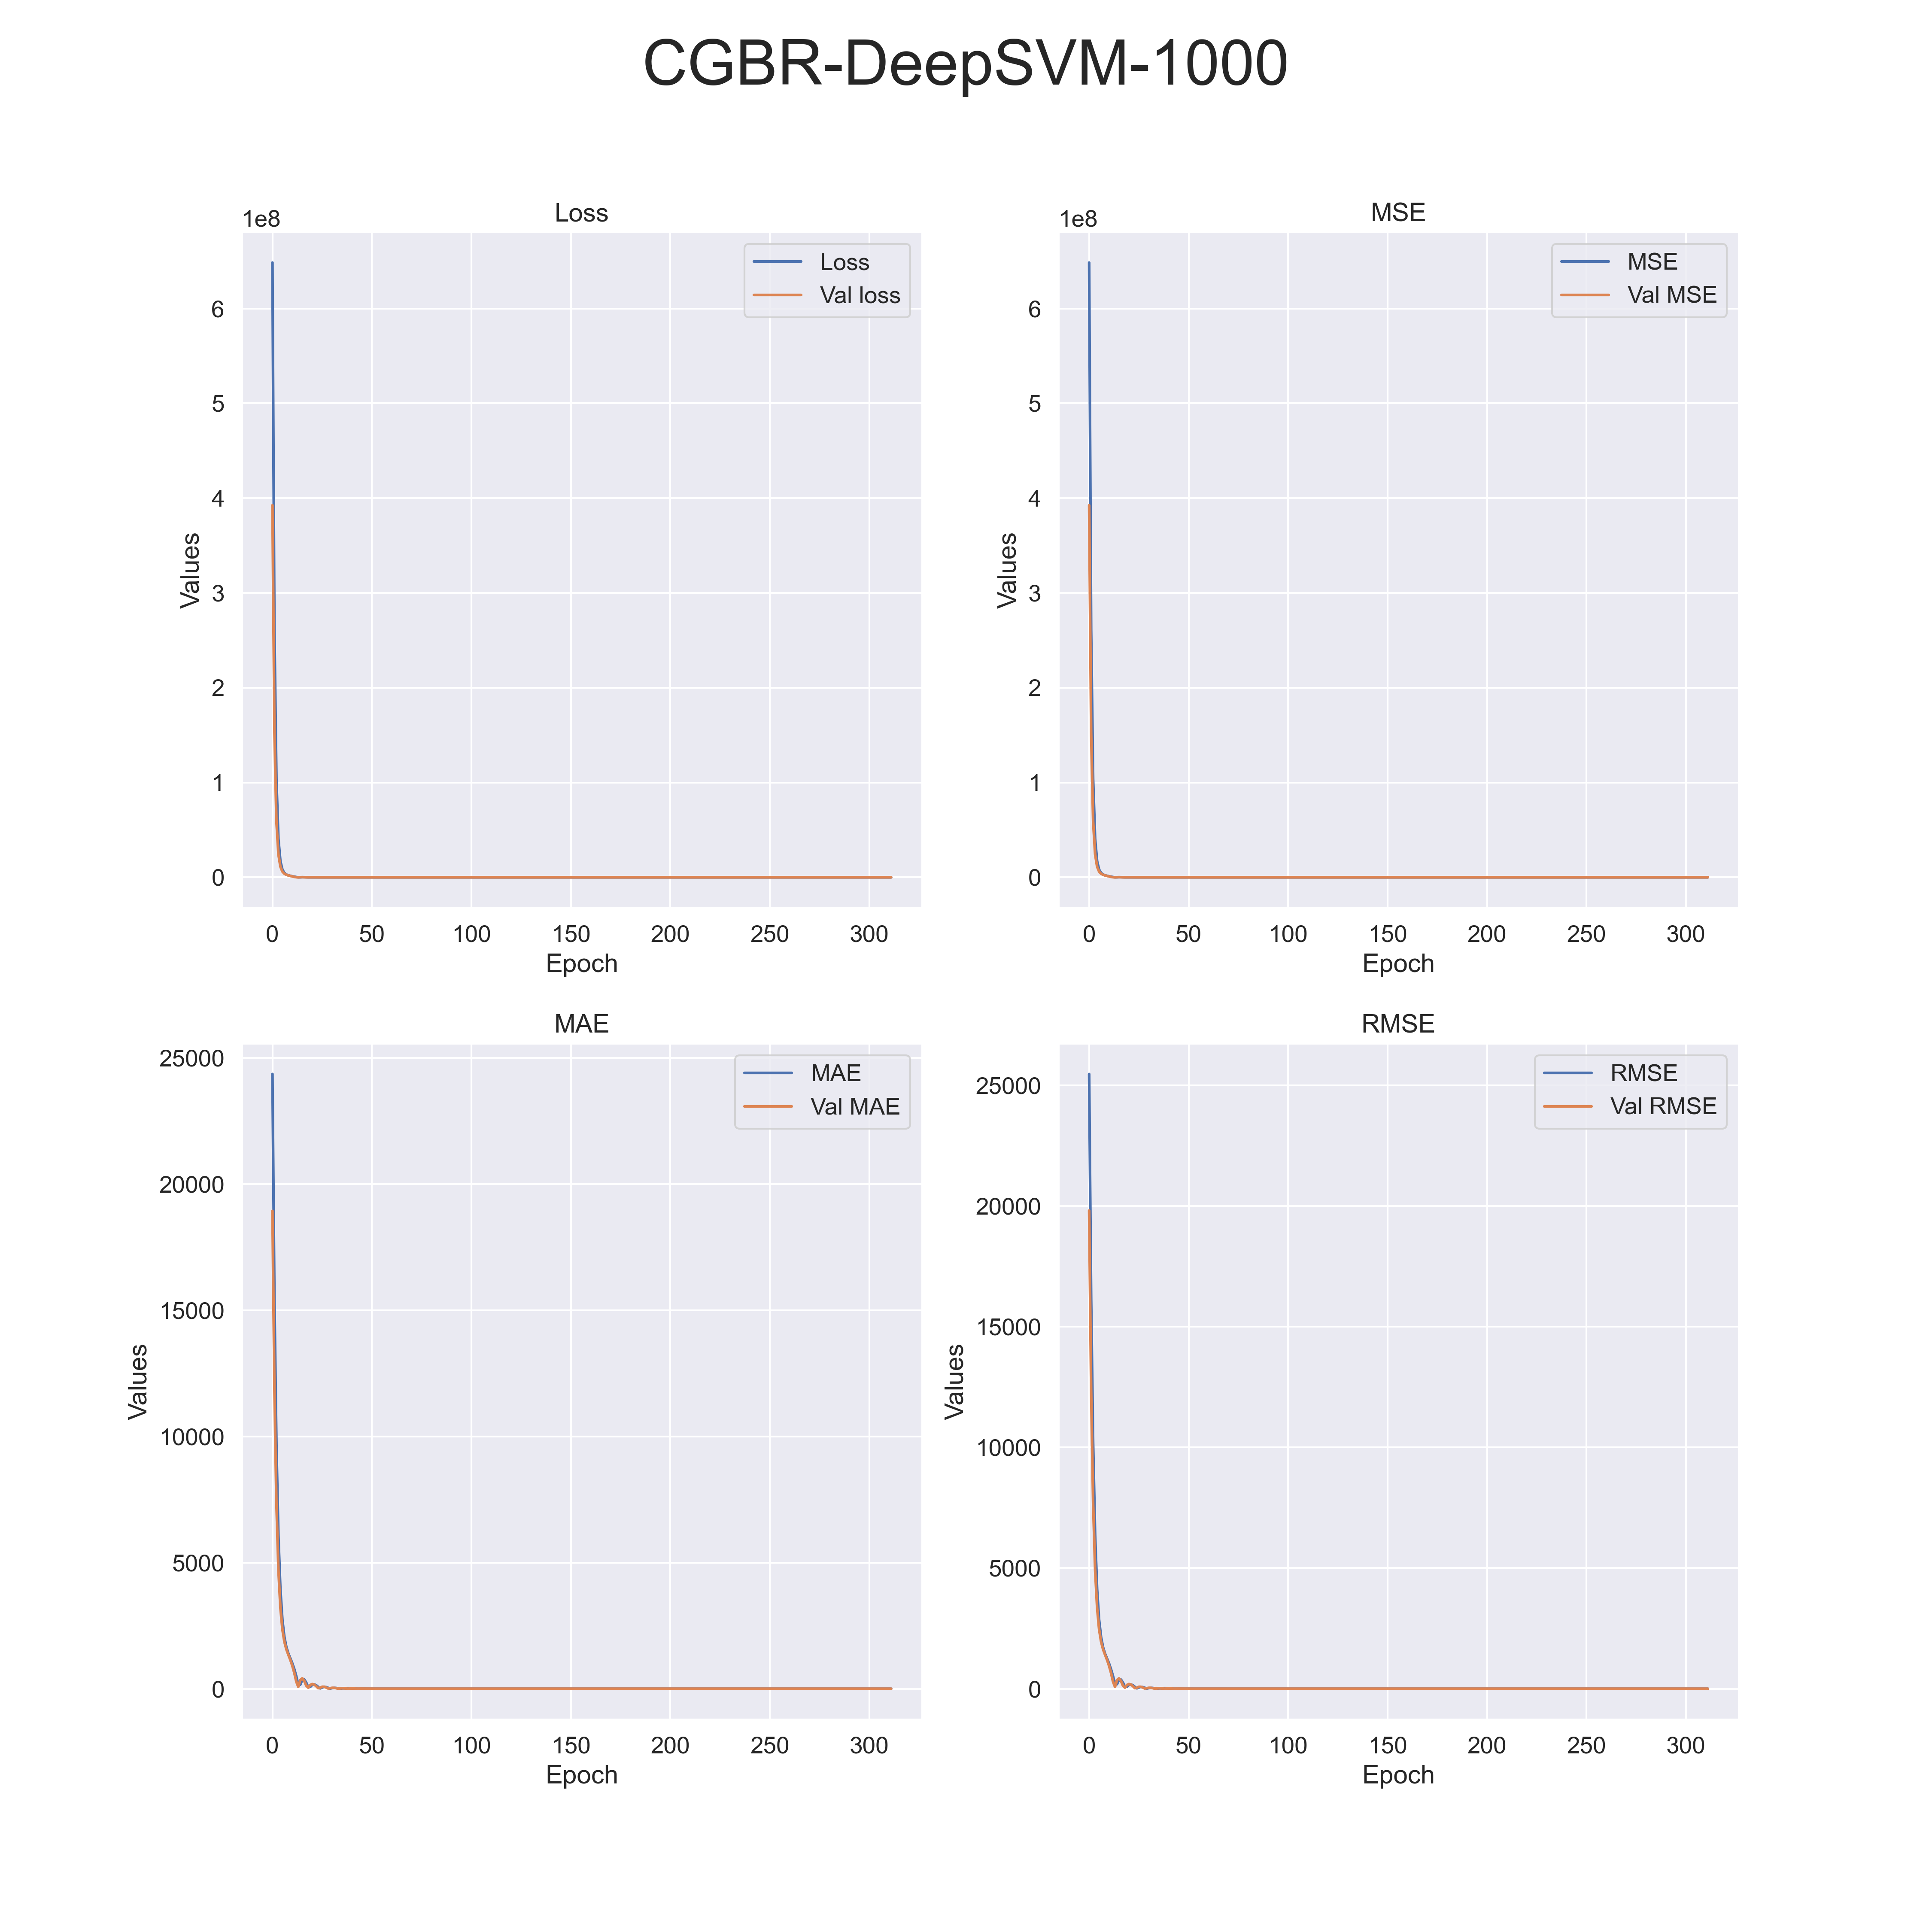 CGBR-DeepSVM-1000
Loss
1e8
Loss
Val loss
6
5
4
3
2
1
0
Values
0 50 100 150 200 250 300
Epoch
MSE
1e8
MSE
Val MSE
6
5
4
3
2
1
0
Values
0 50 100 150 200 250 300
Epoch
MAE
MAE
Val MAE
25000
20000
15000
10000
5000
0
Values
0 50 100 150 200 250 300
Epoch
RMSE
RMSE
Val RMSE
25000
20000
15000
10000
5000
0
Values
0 50 100 150 200 250 300
Epoch